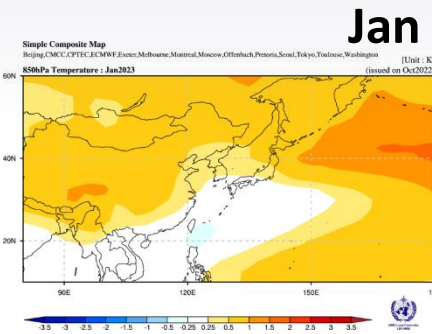 Jan
Simple Composite Map
Beijing,CMCC,CPTEC,ECMWF,Exeter,Melbourne,Montreal,Moscow,Offenbach,Pretoria,Seoul,Tokyo,Toulouse,Washington
[Unit : K
850hPa Temperature : Jan2023
(issued on Oct2022
60N
40N
20N
90E 120E 150E
-3.5 -3 -2.5 -2 -1.5 -1 -0.5 -0.25 0.25 0.5 1 1.5 2 2.5 3 3.5